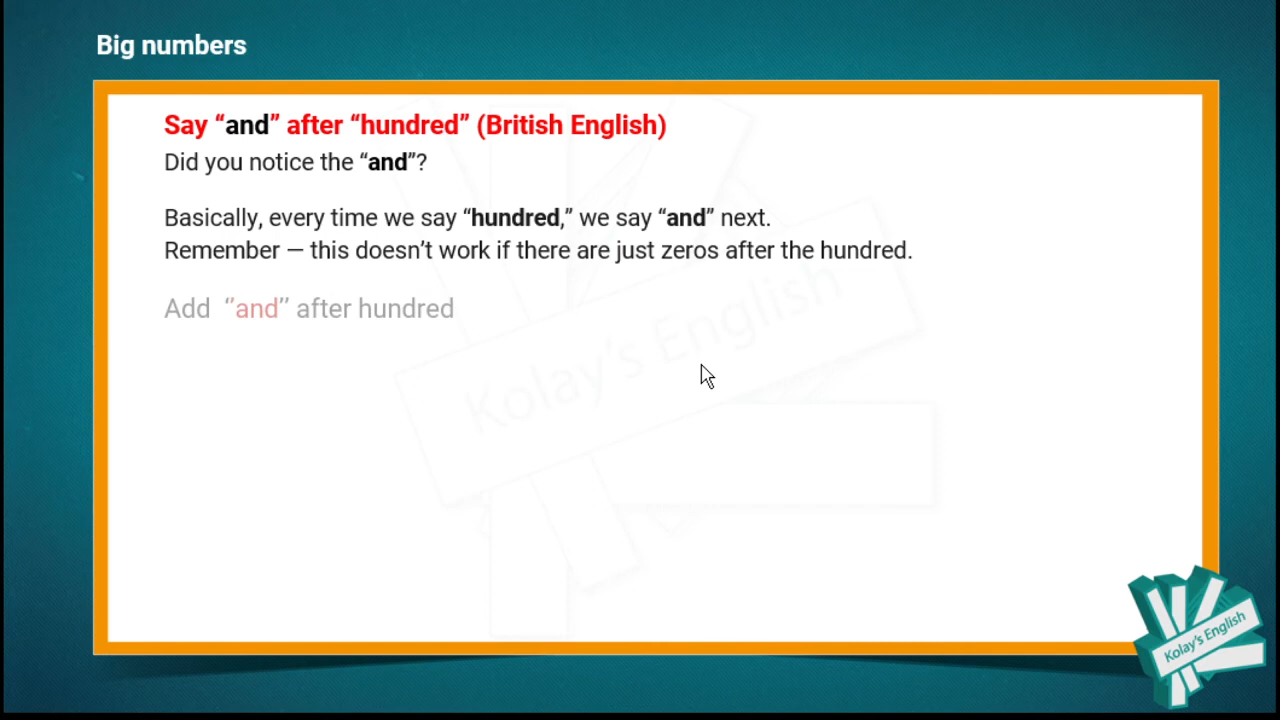 Big numbers
Say “and” after “hundred” (British English)
Did you notice the “and”?
Basically, every time we say “hundred,” we say “and” next.
Remember — this doesn’t work if there are just zeros after the hundred.
Add “and” after hundred
Kolay’s English
Kolay’s English